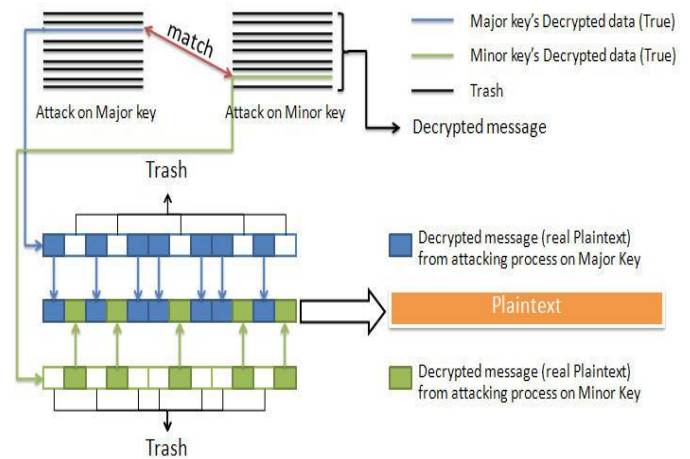 match
Attack on Major key
Attack on Minor key
Major key's Decrypted data (True)
Minor key's Decrypted data (True)
Trash
Decrypted message
Trash
Decrypted message (real Plaintext)
from attacking process on Major Key
Plaintext
Decrypted message (real Plaintext)
from attacking process on Minor Key
Trash